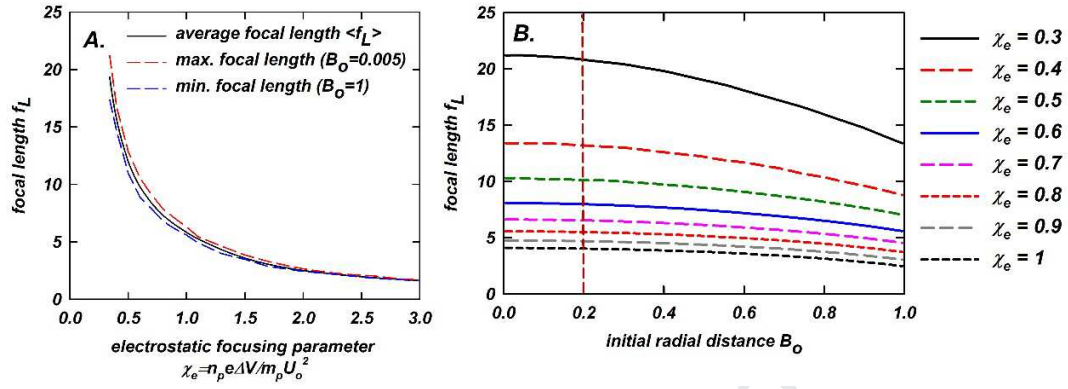 A.
average focal length <f_L>
max. focal length (B_o=0.005)
min. focal length (B_o=1)
focal length f_L
25
20
15
10
5
0
0.0 0.5 1.0 1.5 2.0 2.5 3.0
electrostatic focusing parameter
χ_e=n_p e ΔV/m_p U_o^2
B.
focal length f_L
25
20
15
10
5
0
0.0 0.2 0.4 0.6 0.8 1.0
initial radial distance B_o
χ_e = 0.3
χ_e = 0.4
χ_e = 0.5
χ_e = 0.6
χ_e = 0.7
χ_e = 0.8
χ_e = 0.9
χ_e = 1